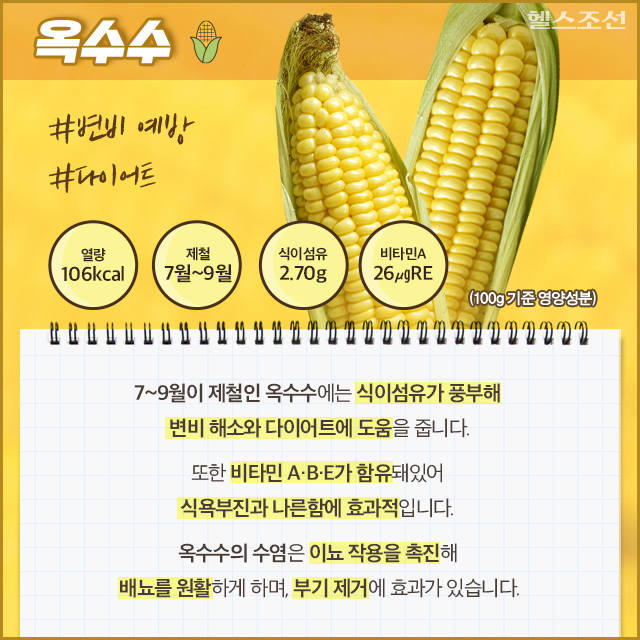 옥수수
헬스조선
#변비 예방
#다이어트
열량
106kcal
제철
7월~9월
식이섬유
2.70g
비타민A
26㎍RE
(100g 기준 영양성분)
7~9월이 제철인 옥수수에는 식이섬유가 풍부해
변비 해소와 다이어트에 도움을 줍니다.
또한 비타민 A·B·E가 함유돼있어
식욕부진과 나른함에 효과적입니다.
옥수수의 수염은 이뇨 작용을 촉진해
배뇨를 원활하게 하며, 부기 제거에 효과가 있습니다.